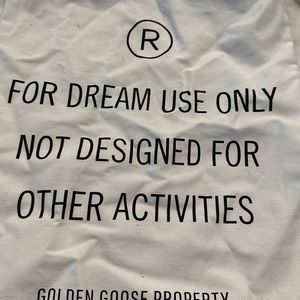 ®
FOR DREAM USE ONLY
NOT DESIGNED FOR
OTHER ACTIVITIES
GOLDEN GOOSE PROPERTY